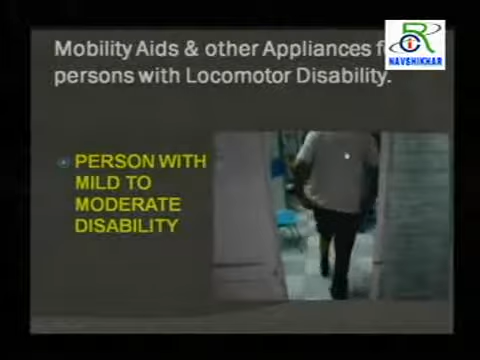 Mobility Aids & other Appliances f
persons with Locomotor Disability.
R
i
NAVSHIKHAR
PERSON WITH
MILD TO
MODERATE
DISABILITY